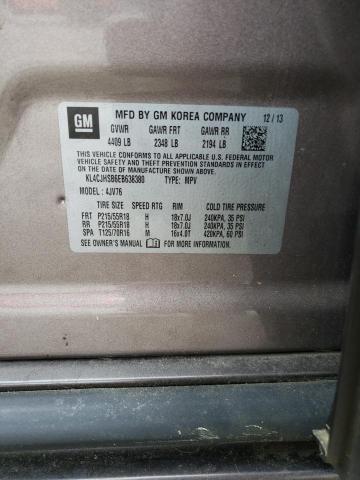 GM
MFD BY GM KOREA COMPANY 12 / 13
GVWR GAWR FRT GAWR RR
4409 LB 2348 LB 2194 LB
THIS VEHICLE CONFORMS TO ALL APPLICABLE U.S. FEDERAL MOTOR
VEHICLE SAFETY AND THEFT PREVENTION STANDARDS IN EFFECT
ON THE DATE OF MANUFACTURE SHOWN ABOVE.
KL4CJHSB6EB638380 TYPE: MPV
MODEL: 4JV76
TIRE SIZE SPEED RTG RIM COLD TIRE PRESSURE
FRT P215/55R18 H 18x7.0J 240KPA, 35 PSI
RR P215/55R18 H 18x7.0J 240KPA, 35 PSI
SPA T125/70R16 M 16x4.0T 420KPA, 60 PSI
SEE OWNER'S MANUAL FOR MORE INFORMATION.